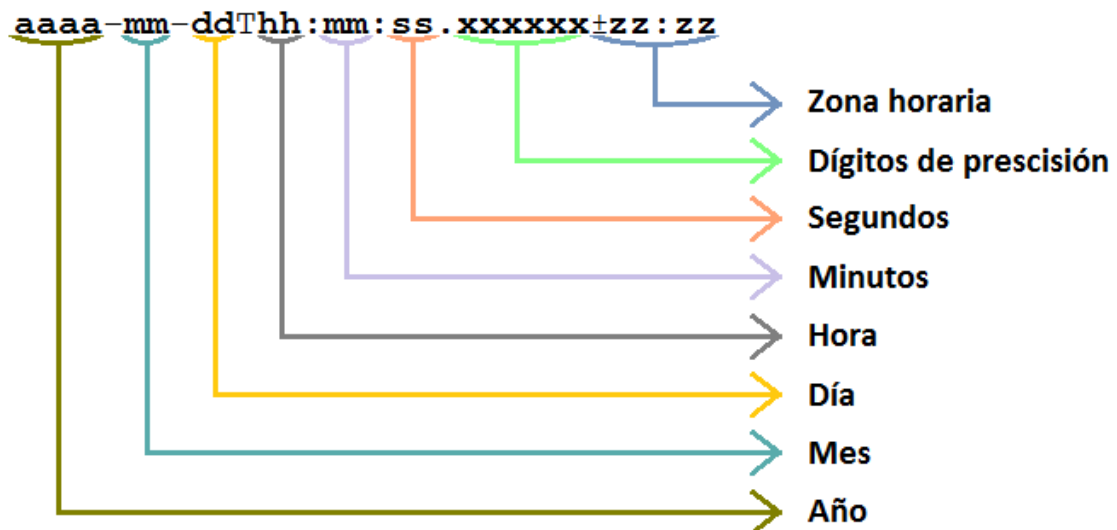 aaaa-mm-ddThh:mm:ss.xxxxxx±zz:zz
Zona horaria
Dígitos de prescisión
Segundos
Minutos
Hora
Día
Mes
Año